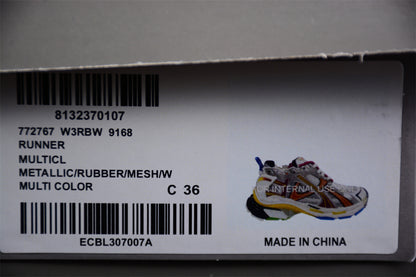 8132370107
772767 W3RBW 9168
RUNNER
MULTICL
METALLIC/RUBBER/MESH/W
MULTI COLOR C 36
FOR INTERNAL USE
ECBL307007A
MADE IN CHINA